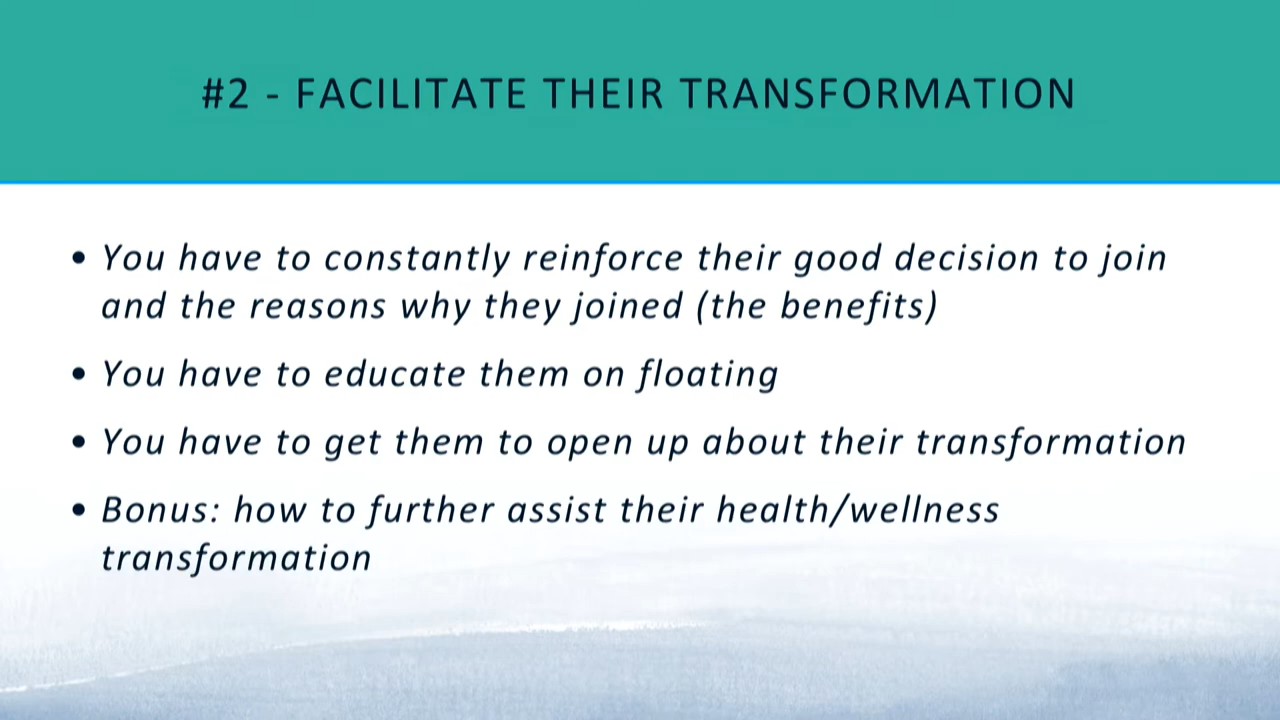 #2 - FACILITATE THEIR TRANSFORMATION
• You have to constantly reinforce their good decision to join
and the reasons why they joined (the benefits)
• You have to educate them on floating
• You have to get them to open up about their transformation
• Bonus: how to further assist their health/wellness
transformation